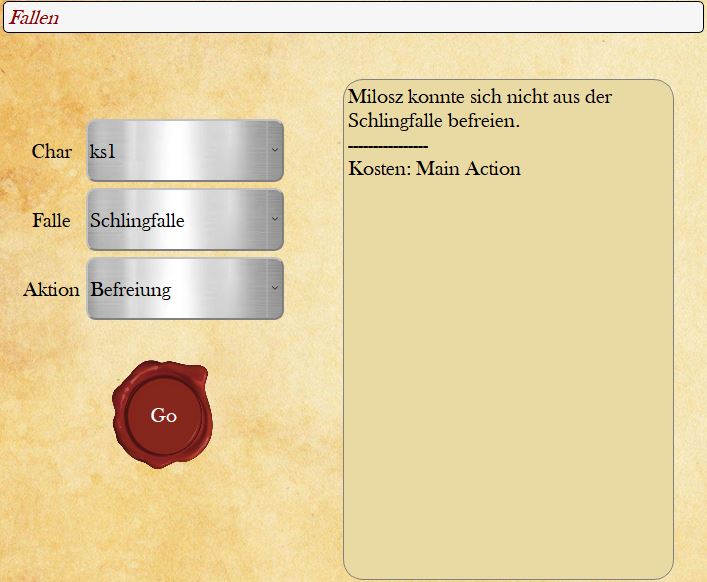 Fallen
Char
ks1
Falle
Schlingfalle
Aktion
Befreiung
Go
Milosz konnte sich nicht aus der
Schlingfalle befreien.
----------------
Kosten: Main Action